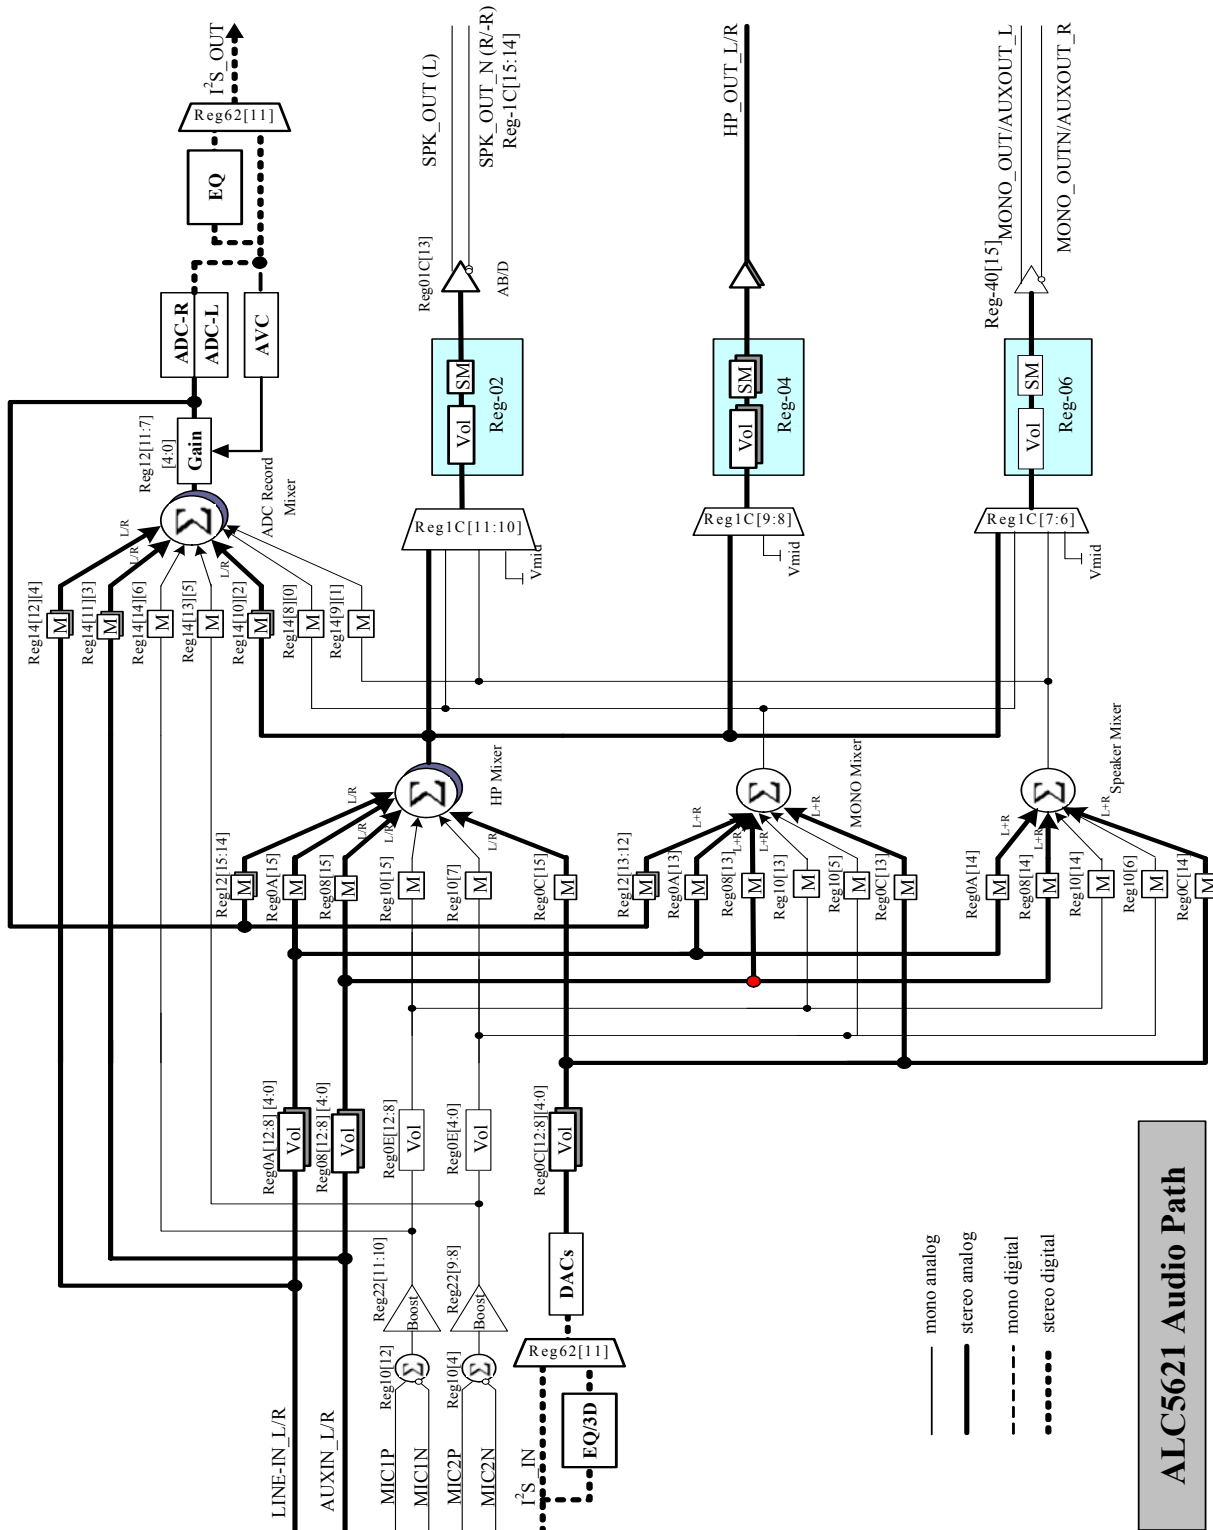 I²S_OUT
Reg62[11]
EQ
ADC-R
ADC-L
AVC
Reg12[11:7]
[4:0]
Gain
Σ
ADC Record
Mixer
L/R
L/R
L/R
Reg14[12][4]
M
Reg14[11][3]
M
Reg14[14][6]
M
Reg14[13][5]
M
Reg14[10][2]
M
Reg14[8][0]
M
Reg14[9][1]
M
SPK_OUT (L)
SPK_OUT_N (R/-R)
Reg-1C[15:14]
Reg01C[13]
AB/D
SM
Vol
Reg-02
Reg1C[11:10]
Vmid
HP_OUT_L/R
SM
Vol
Reg-04
Reg1C[9:8]
Vmid
MONO_OUT/AUXOUT_L
MONO_OUTN/AUXOUT_R
Reg-40[15]
SM
Vol
Reg-06
Reg1C[7:6]
Vmid
Σ
HP Mixer
L/R
L/R
L/R
L/R
Reg12[15:14]
M
Reg0A[15]
M
Reg08[15]
M
Reg10[15]
M
Reg10[7]
M
Reg0C[15]
M
Σ
MONO Mixer
L+R
L+R
L+R
L+R
Reg12[13:12]
M
Reg0A[13]
M
Reg08[13]
M
Reg10[13]
M
Reg10[5]
M
Reg0C[13]
M
Σ
Speaker Mixer
L+R
L+R
L+R
Reg0A[14]
M
Reg08[14]
M
Reg10[14]
M
Reg10[6]
M
Reg0C[14]
M
Reg0A[12:8] [4:0]
Vol
Reg08[12:8] [4:0]
Vol
Reg0E[12:8]
Vol
Reg0E[4:0]
Vol
Reg0C[12:8][4:0]
Vol
Reg22[11:10]
Boost
Reg22[9:8]
Boost
DACs
Reg10[12]
Σ
Reg10[4]
Σ
Reg62[11]
EQ/3D
LINE-IN_L/R
AUXIN_L/R
MIC1P
MIC1N
MIC2P
MIC2N
I²S_IN
mono analog
stereo analog
mono digital
stereo digital
ALC5621 Audio Path